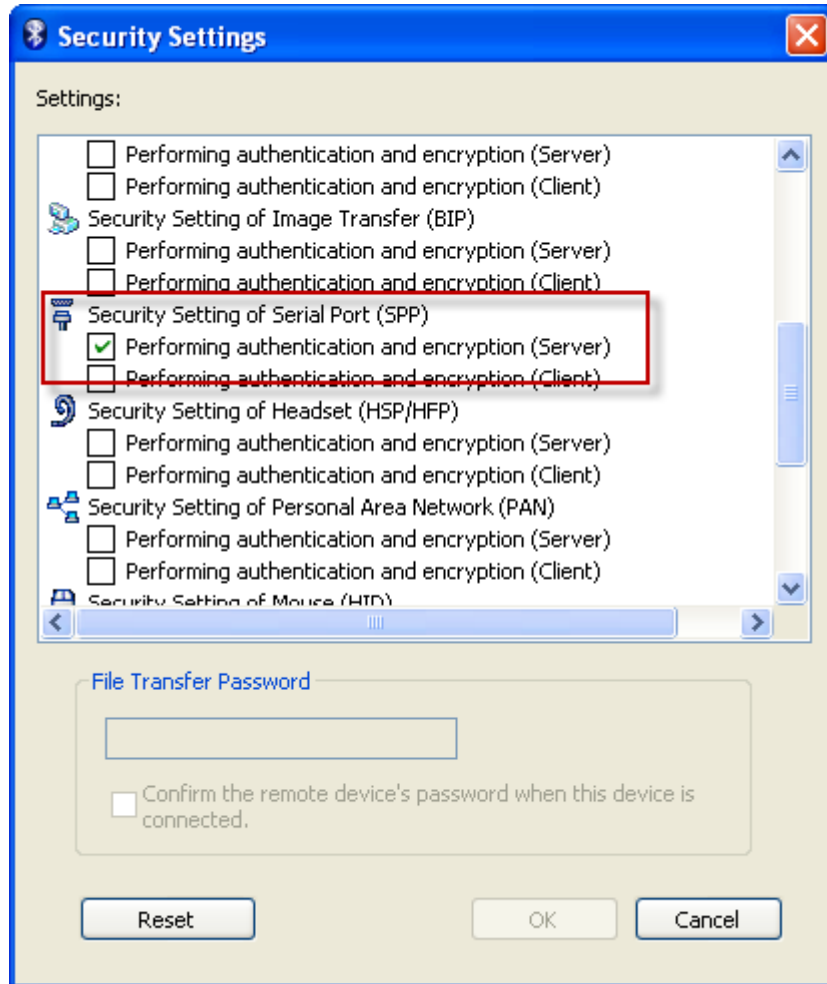 Security Settings
Settings:
Performing authentication and encryption (Server)
Performing authentication and encryption (Client)
Security Setting of Image Transfer (BIP)
Performing authentication and encryption (Server)
Performing authentication and encryption (Client)
Security Setting of Serial Port (SPP)
Performing authentication and encryption (Server)
Performing authentication and encryption (Client)
Security Setting of Headset (HSP/HFP)
Performing authentication and encryption (Server)
Performing authentication and encryption (Client)
Security Setting of Personal Area Network (PAN)
Performing authentication and encryption (Server)
Performing authentication and encryption (Client)
Security Setting of Mouse (HID)
File Transfer Password
Confirm the remote device's password when this device is
connected.
Reset
OK
Cancel